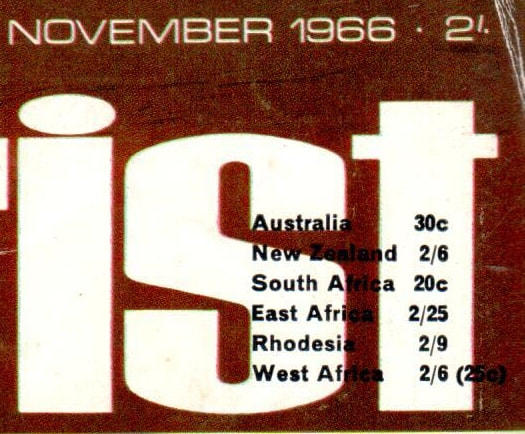 NOVEMBER 1966 · 2/-
rist
Australia 30c
New Zealand 2/6
South Africa 20c
East Africa 2/25
Rhodesia 2/9
West Africa 2/6 (25c)